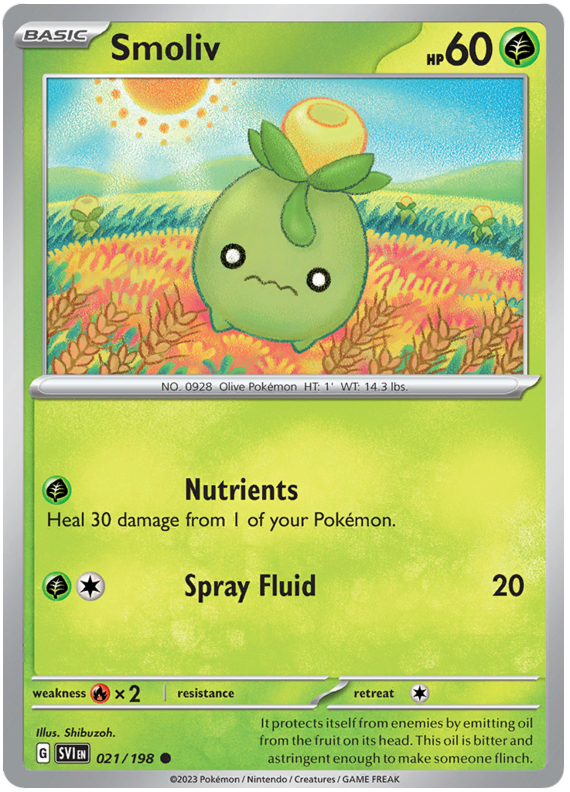 BASIC Smoliv HP60
NO. 0928 Olive Pokémon HT: 1' WT: 14.3 lbs.
Nutrients
Heal 30 damage from 1 of your Pokémon.
Spray Fluid 20
weakness ×2 resistance retreat
Illus. Shibuzoh.
G SVI EN 021/198
It protects itself from enemies by emitting oil
from the fruit on its head. This oil is bitter and
astringent enough to make someone flinch.
©2023 Pokémon / Nintendo / Creatures / GAME FREAK